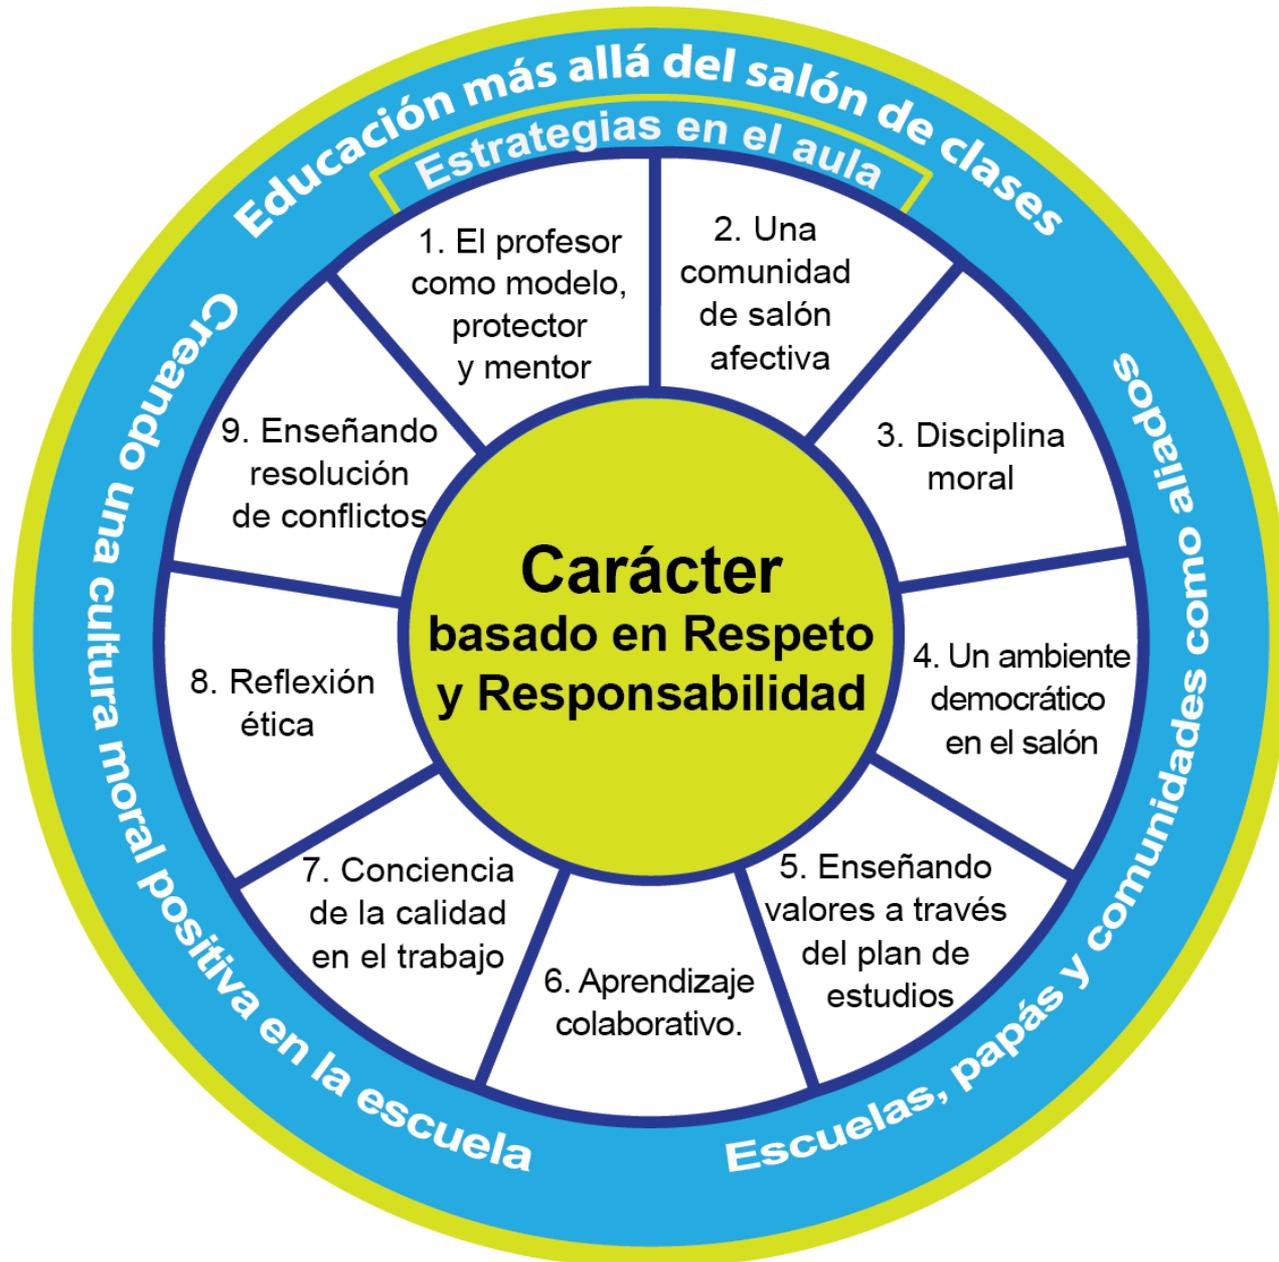 Educación más allá del salón de clases
Estrategias en el aula
1. El profesor
como modelo,
protector
y mentor
2. Una
comunidad
de salón
afectiva
3. Disciplina
moral
4. Un ambiente
democrático
en el salón
5. Enseñando
valores a través
del plan de
estudios
6. Aprendizaje
colaborativo.
7. Conciencia
de la calidad
en el trabajo
8. Reflexión
ética
9. Enseñando
resolución
de conflictos
Carácter
basado en Respeto
y Responsabilidad
Creando una cultura moral positiva en la escuela
Escuelas, papás y comunidades como aliados